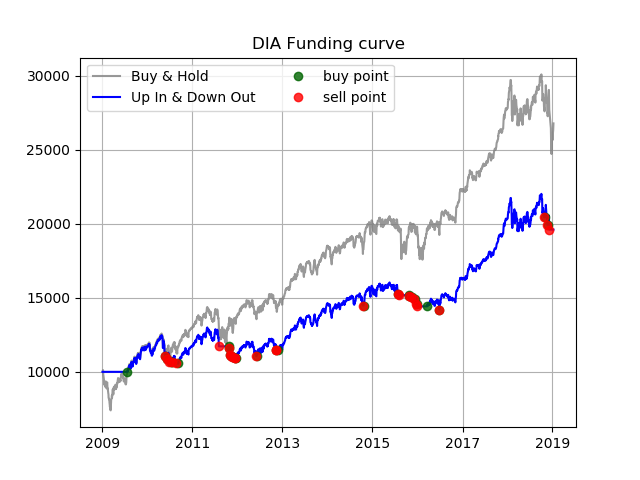 DIA Funding curve
Buy & Hold
Up In & Down Out
buy point
sell point
30000
25000
20000
15000
10000
2009 2011 2013 2015 2017 2019